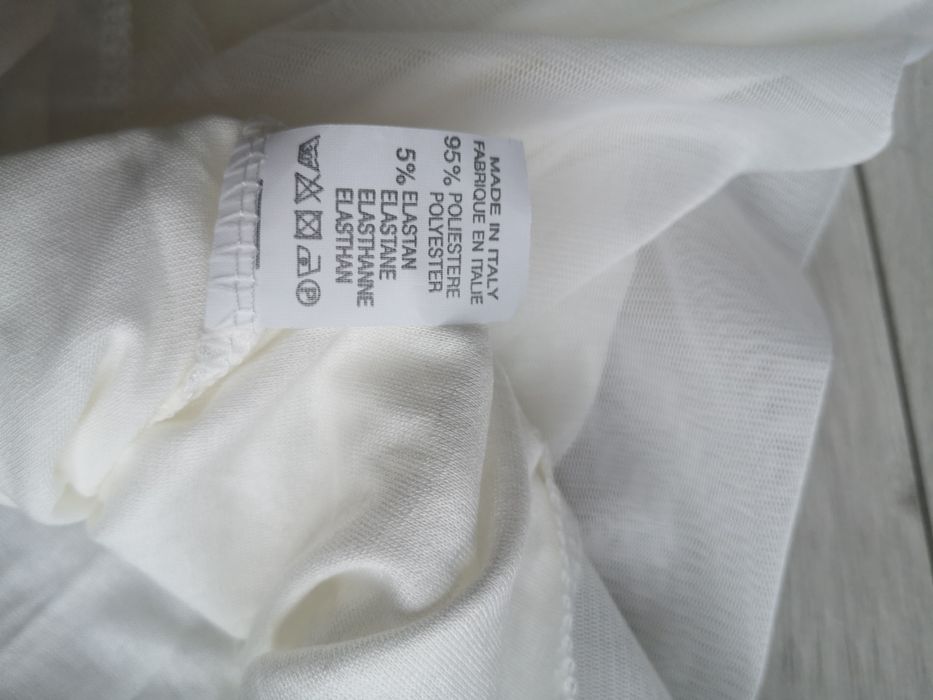 MADE IN ITALY
FABRIQUE EN ITALIE
95% POLIESTERE
POLYESTER
5% ELASTAN
ELASTANE
ELASTHANNE
ELASTHAN
P